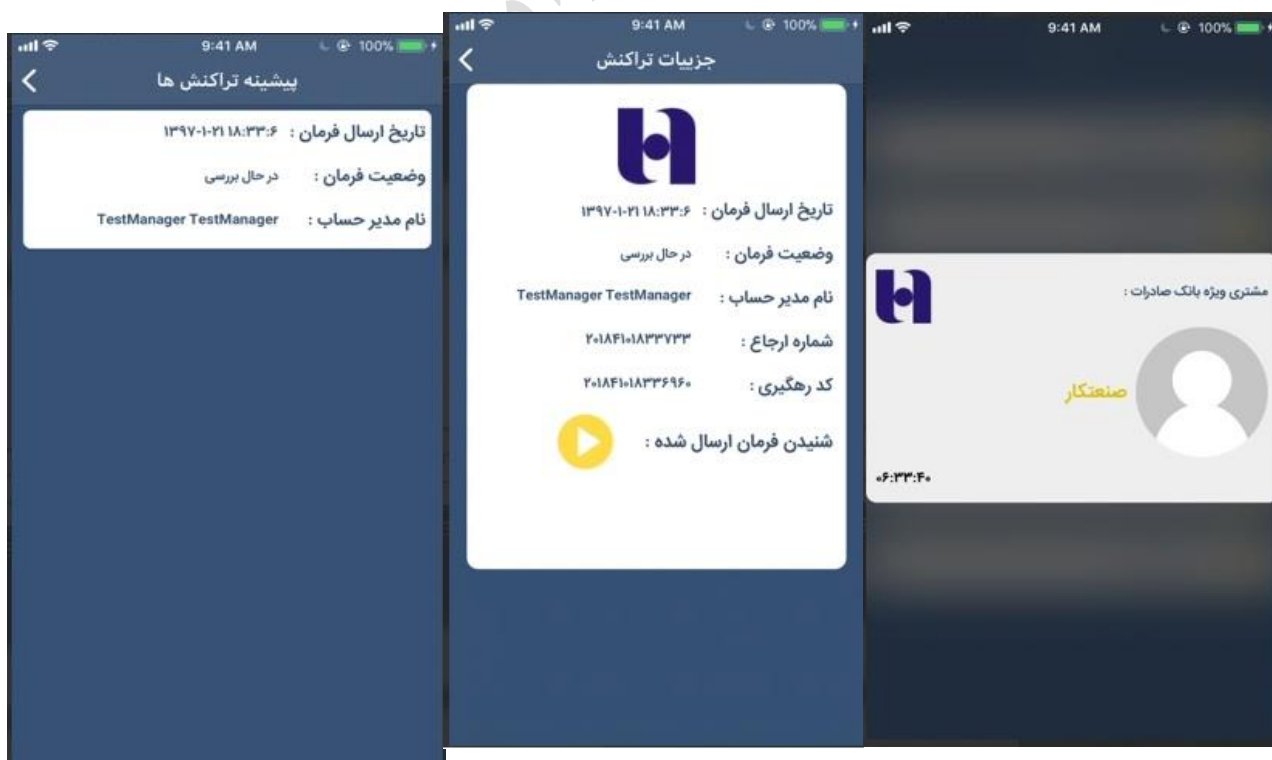 9:41 AM
100%
پیشینه تراکنش ها
تاریخ ارسال فرمان : ۱۳۹۷-۱-۲۱ ۱۸:۳۳:۶
وضعیت فرمان : در حال بررسی
نام مدیر حساب : TestManager TestManager
9:41 AM
100%
جزییات تراکنش
تاریخ ارسال فرمان : ۱۳۹۷-۱-۲۱ ۱۸:۳۳:۶
وضعیت فرمان : در حال بررسی
نام مدیر حساب : TestManager TestManager
شماره ارجاع : ۲۰۱۸۴۱۰۱۸۳۳۷۳۳
کد رهگیری : ۲۰۱۸۴۱۰۱۸۳۳۶۹۶۰
شنیدن فرمان ارسال شده :
9:41 AM
100%
مشتری ویژه بانک صادرات :
صنعتکار
۰۶:۳۳:۴۰